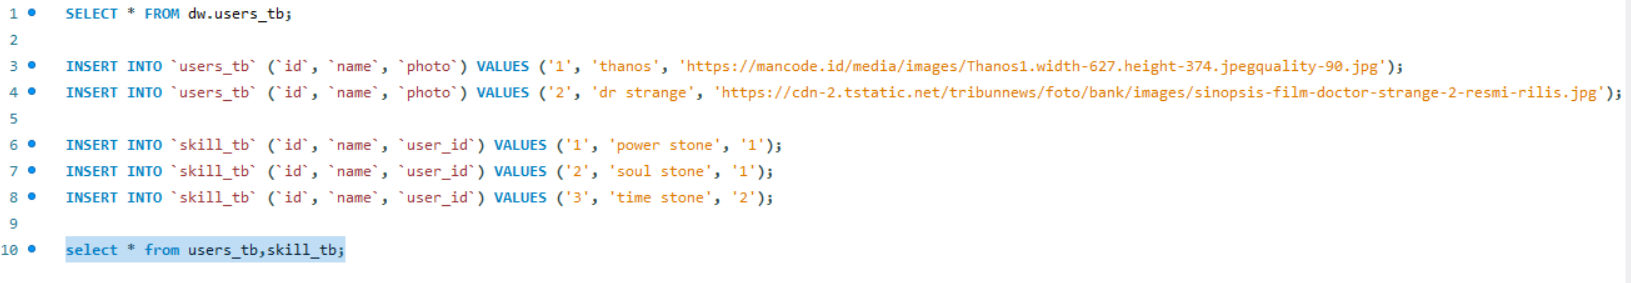 1 SELECT * FROM dw.users_tb;
2
3 INSERT INTO `users_tb` (`id`, `name`, `photo`) VALUES ('1', 'thanos', 'https://mancode.id/media/images/Thanos1.width-627.height-374.jpegquality-90.jpg');
4 INSERT INTO `users_tb` (`id`, `name`, `photo`) VALUES ('2', 'dr strange', 'https://cdn-2.tstatic.net/tribunnews/foto/bank/images/sinopsis-film-doctor-strange-2-resmi-rilis.jpg');
5
6 INSERT INTO `skill_tb` (`id`, `name`, `user_id`) VALUES ('1', 'power stone', '1');
7 INSERT INTO `skill_tb` (`id`, `name`, `user_id`) VALUES ('2', 'soul stone', '1');
8 INSERT INTO `skill_tb` (`id`, `name`, `user_id`) VALUES ('3', 'time stone', '2');
9
10 select * from users_tb,skill_tb;